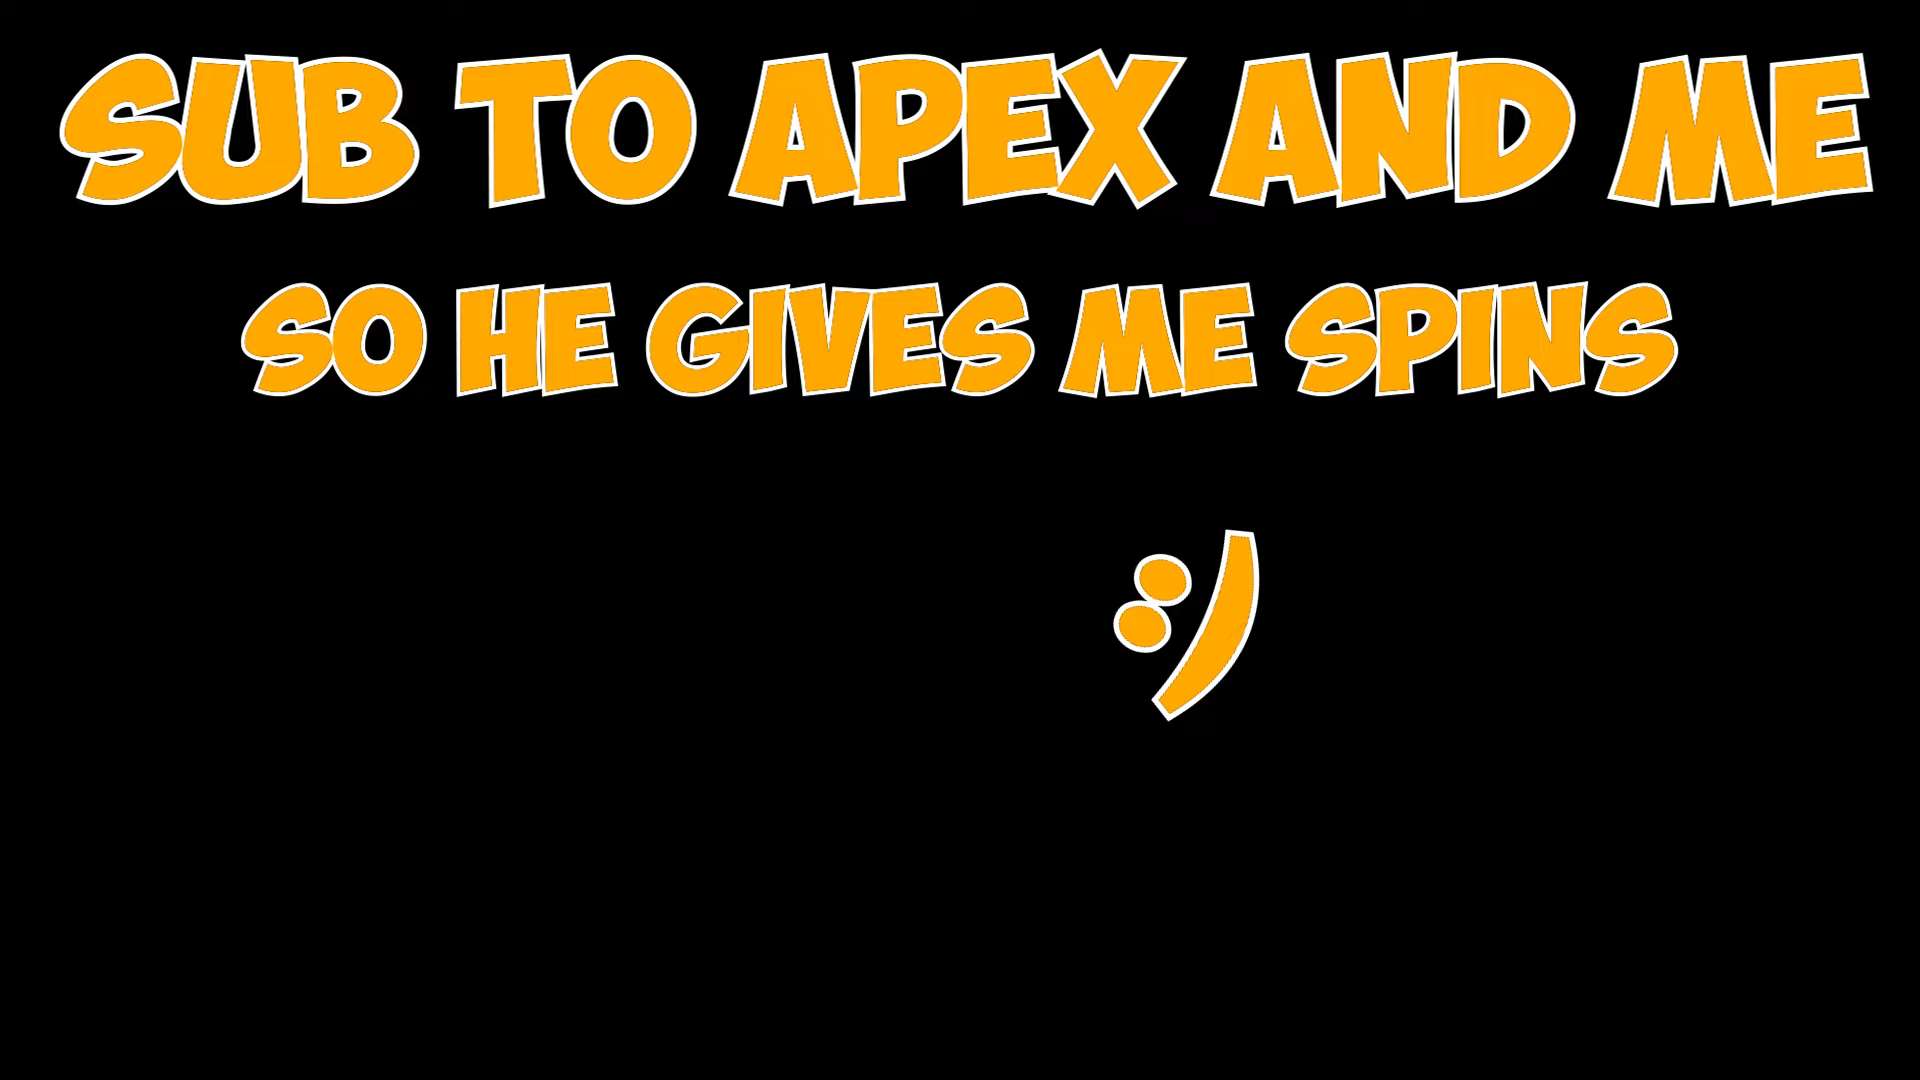 SUB TO APEX AND ME
SO HE GIVES ME SPINS
:)